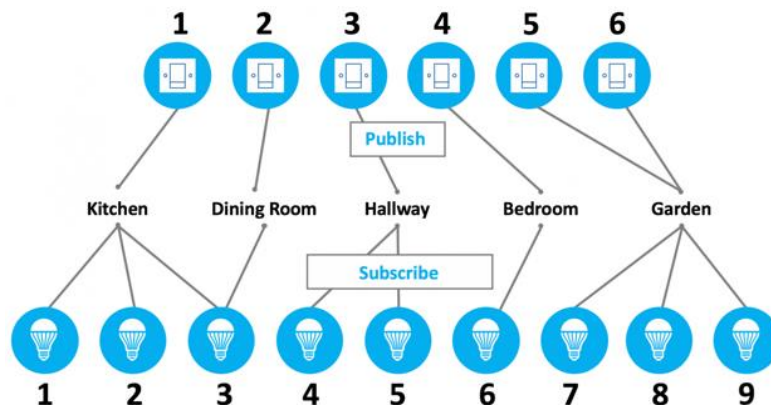 1 2 3 4 5 6
Publish
Kitchen Dining Room Hallway Bedroom Garden
Subscribe
1 2 3 4 5 6 7 8 9